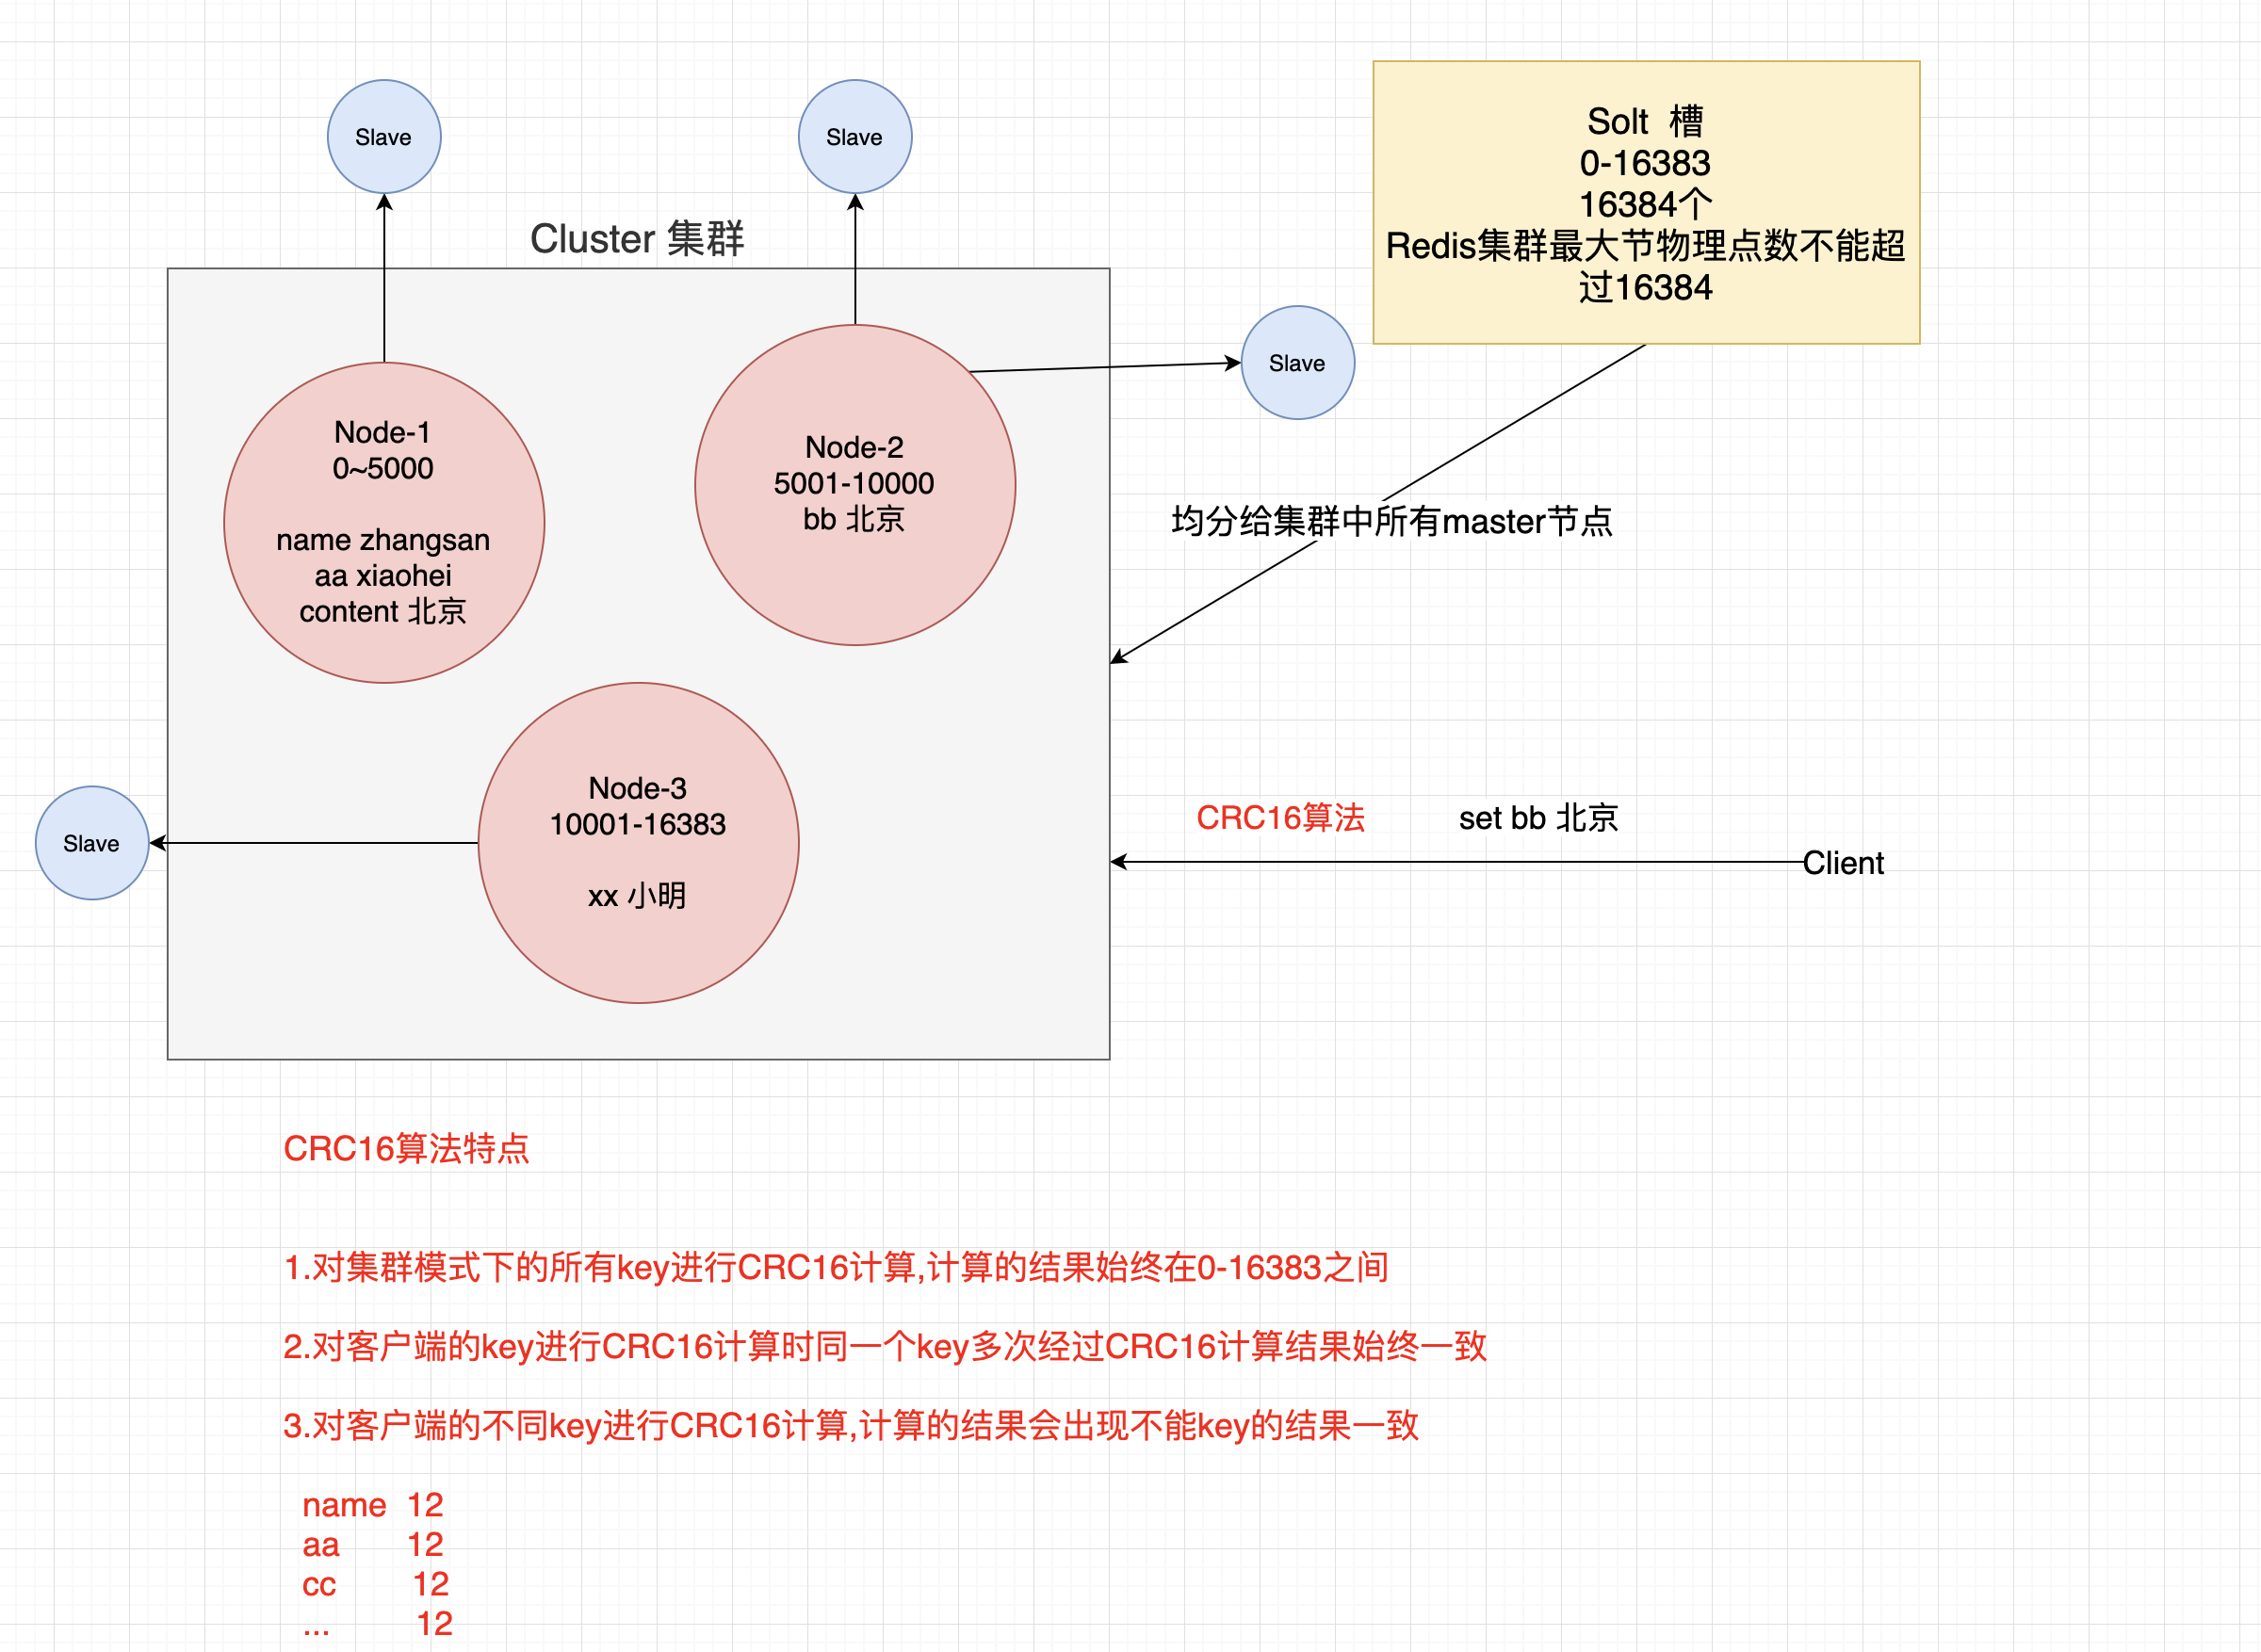 Slave
Slave
Solt 槽
0-16383
16384个
Redis集群最大节物理点数不能超
过16384
Cluster 集群
Slave
Node-1
0~5000
name zhangsan
aa xiaohei
content 北京
Node-2
5001-10000
bb 北京
均分给集群中所有master节点
Node-3
10001-16383
xx 小明
Slave
CRC16算法
set bb 北京
Client
CRC16算法特点
1.对集群模式下的所有key进行CRC16计算,计算的结果始终在0-16383之间
2.对客户端的key进行CRC16计算时同一个key多次经过CRC16计算结果始终一致
3.对客户端的不同key进行CRC16计算,计算的结果会出现不能key的结果一致
name 12
aa 12
cc 12
... 12